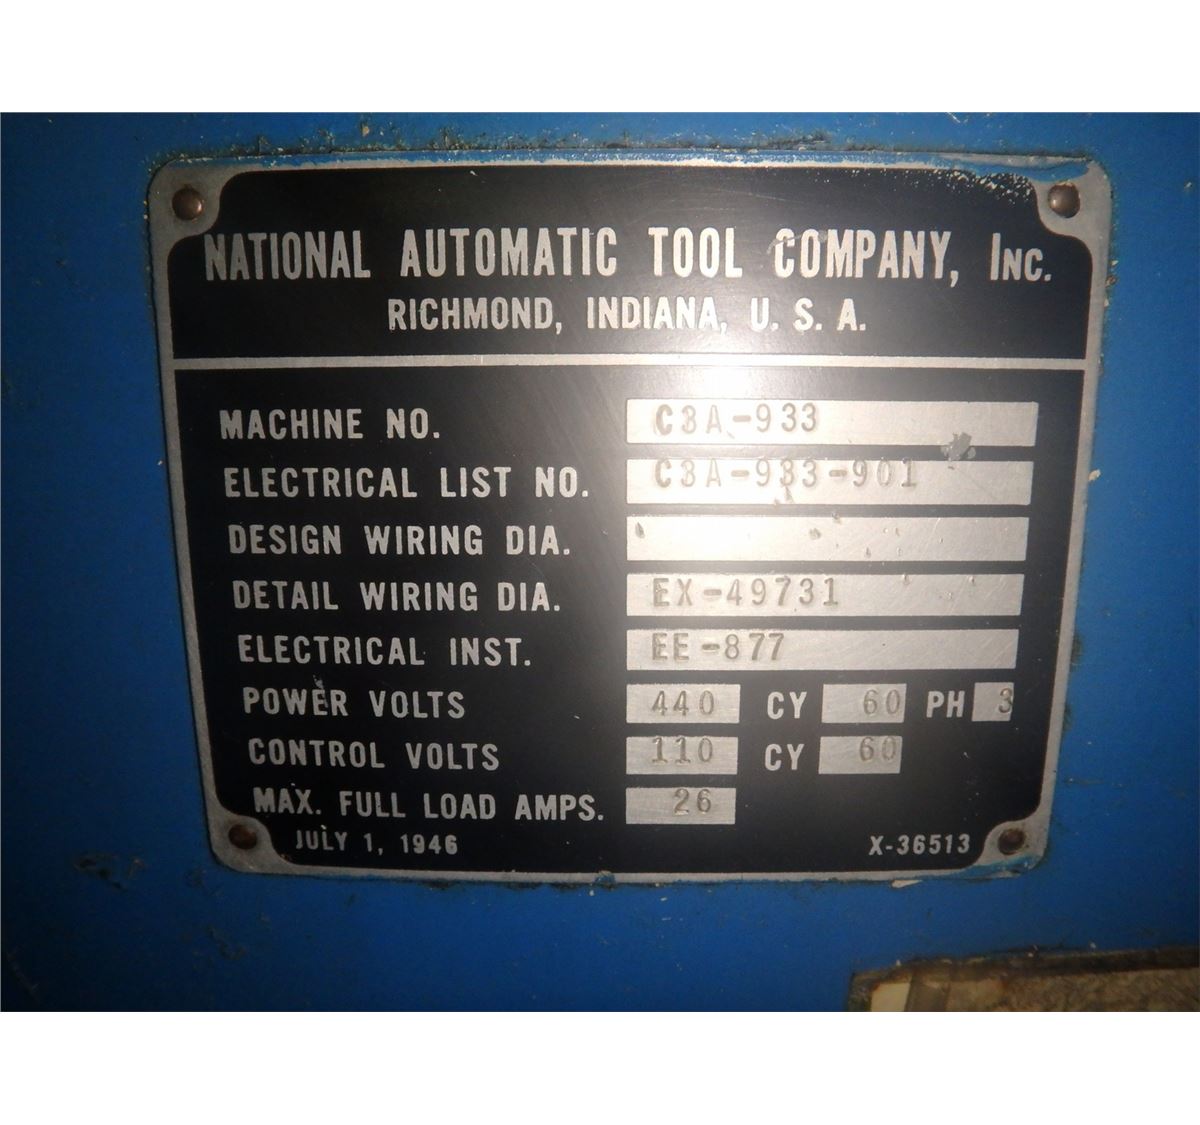 NATIONAL AUTOMATIC TOOL COMPANY, INC.
RICHMOND, INDIANA, U. S. A.
MACHINE NO. C3A-933
ELECTRICAL LIST NO. C3A-933-901
DESIGN WIRING DIA.
DETAIL WIRING DIA. EX-49731
ELECTRICAL INST. EE-877
POWER VOLTS 440 CY 60 PH 3
CONTROL VOLTS 110 CY 60
MAX. FULL LOAD AMPS. 26
JULY 1, 1946 X-36513